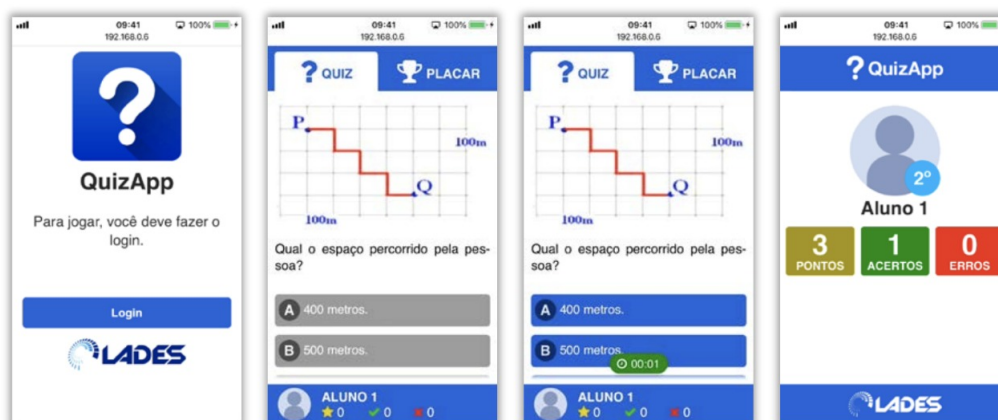 09:41
100%
192.168.0.6
?
QuizApp
Para jogar, você deve fazer o
login.
Login
LADES
09:41
100%
192.168.0.6
? QUIZ
PLACAR
P
100m
Q
100m
Qual o espaço percorrido pela pes-
soa?
A 400 metros.
B 500 metros.
ALUNO 1
0 0 0
09:41
100%
192.168.0.6
? QUIZ
PLACAR
P
100m
Q
100m
Qual o espaço percorrido pela pes-
soa?
A 400 metros.
B 500 metros.
00:01
ALUNO 1
0 0 0
09:41
100%
192.168.0.6
? QuizApp
2º
Aluno 1
3 1 0
PONTOS ACERTOS ERROS
LADES